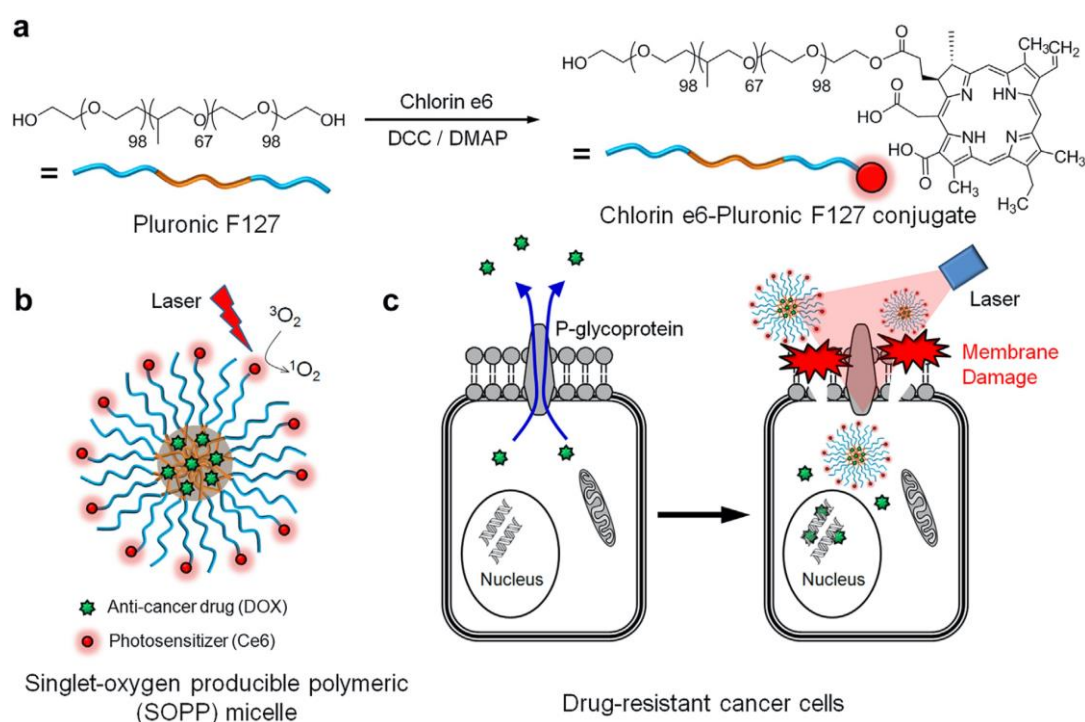 a
HO
O
98
O
67
O
98
OH
=
Pluronic F127
Chlorin e6
DCC / DMAP
HO
O
98
O
67
O
98
O
O
CH₃
CH₂
N
HN
O
HO
NH
N
HO
O
CH₃
CH₃
H₃C
=
Chlorin e6-Pluronic F127 conjugate
b
Laser
³O₂
¹O₂
Anti-cancer drug (DOX)
Photosensitizer (Ce6)
Singlet-oxygen producible polymeric
(SOPP) micelle
c
P-glycoprotein
Nucleus
Laser
Membrane
Damage
Nucleus
Drug-resistant cancer cells